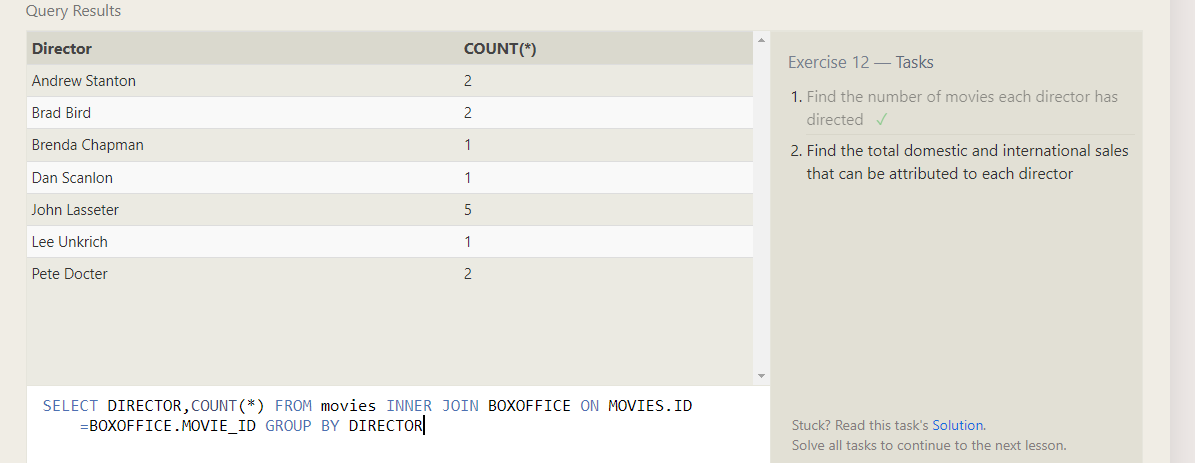 Query Results
Director COUNT(*)
Andrew Stanton 2
Brad Bird 2
Brenda Chapman 1
Dan Scanlon 1
John Lasseter 5
Lee Unkrich 1
Pete Docter 2
SELECT DIRECTOR,COUNT(*) FROM movies INNER JOIN BOXOFFICE ON MOVIES.ID
=BOXOFFICE.MOVIE_ID GROUP BY DIRECTOR
Exercise 12 — Tasks
1. Find the number of movies each director has
directed ✓
2. Find the total domestic and international sales
that can be attributed to each director
Stuck? Read this task's Solution.
Solve all tasks to continue to the next lesson.